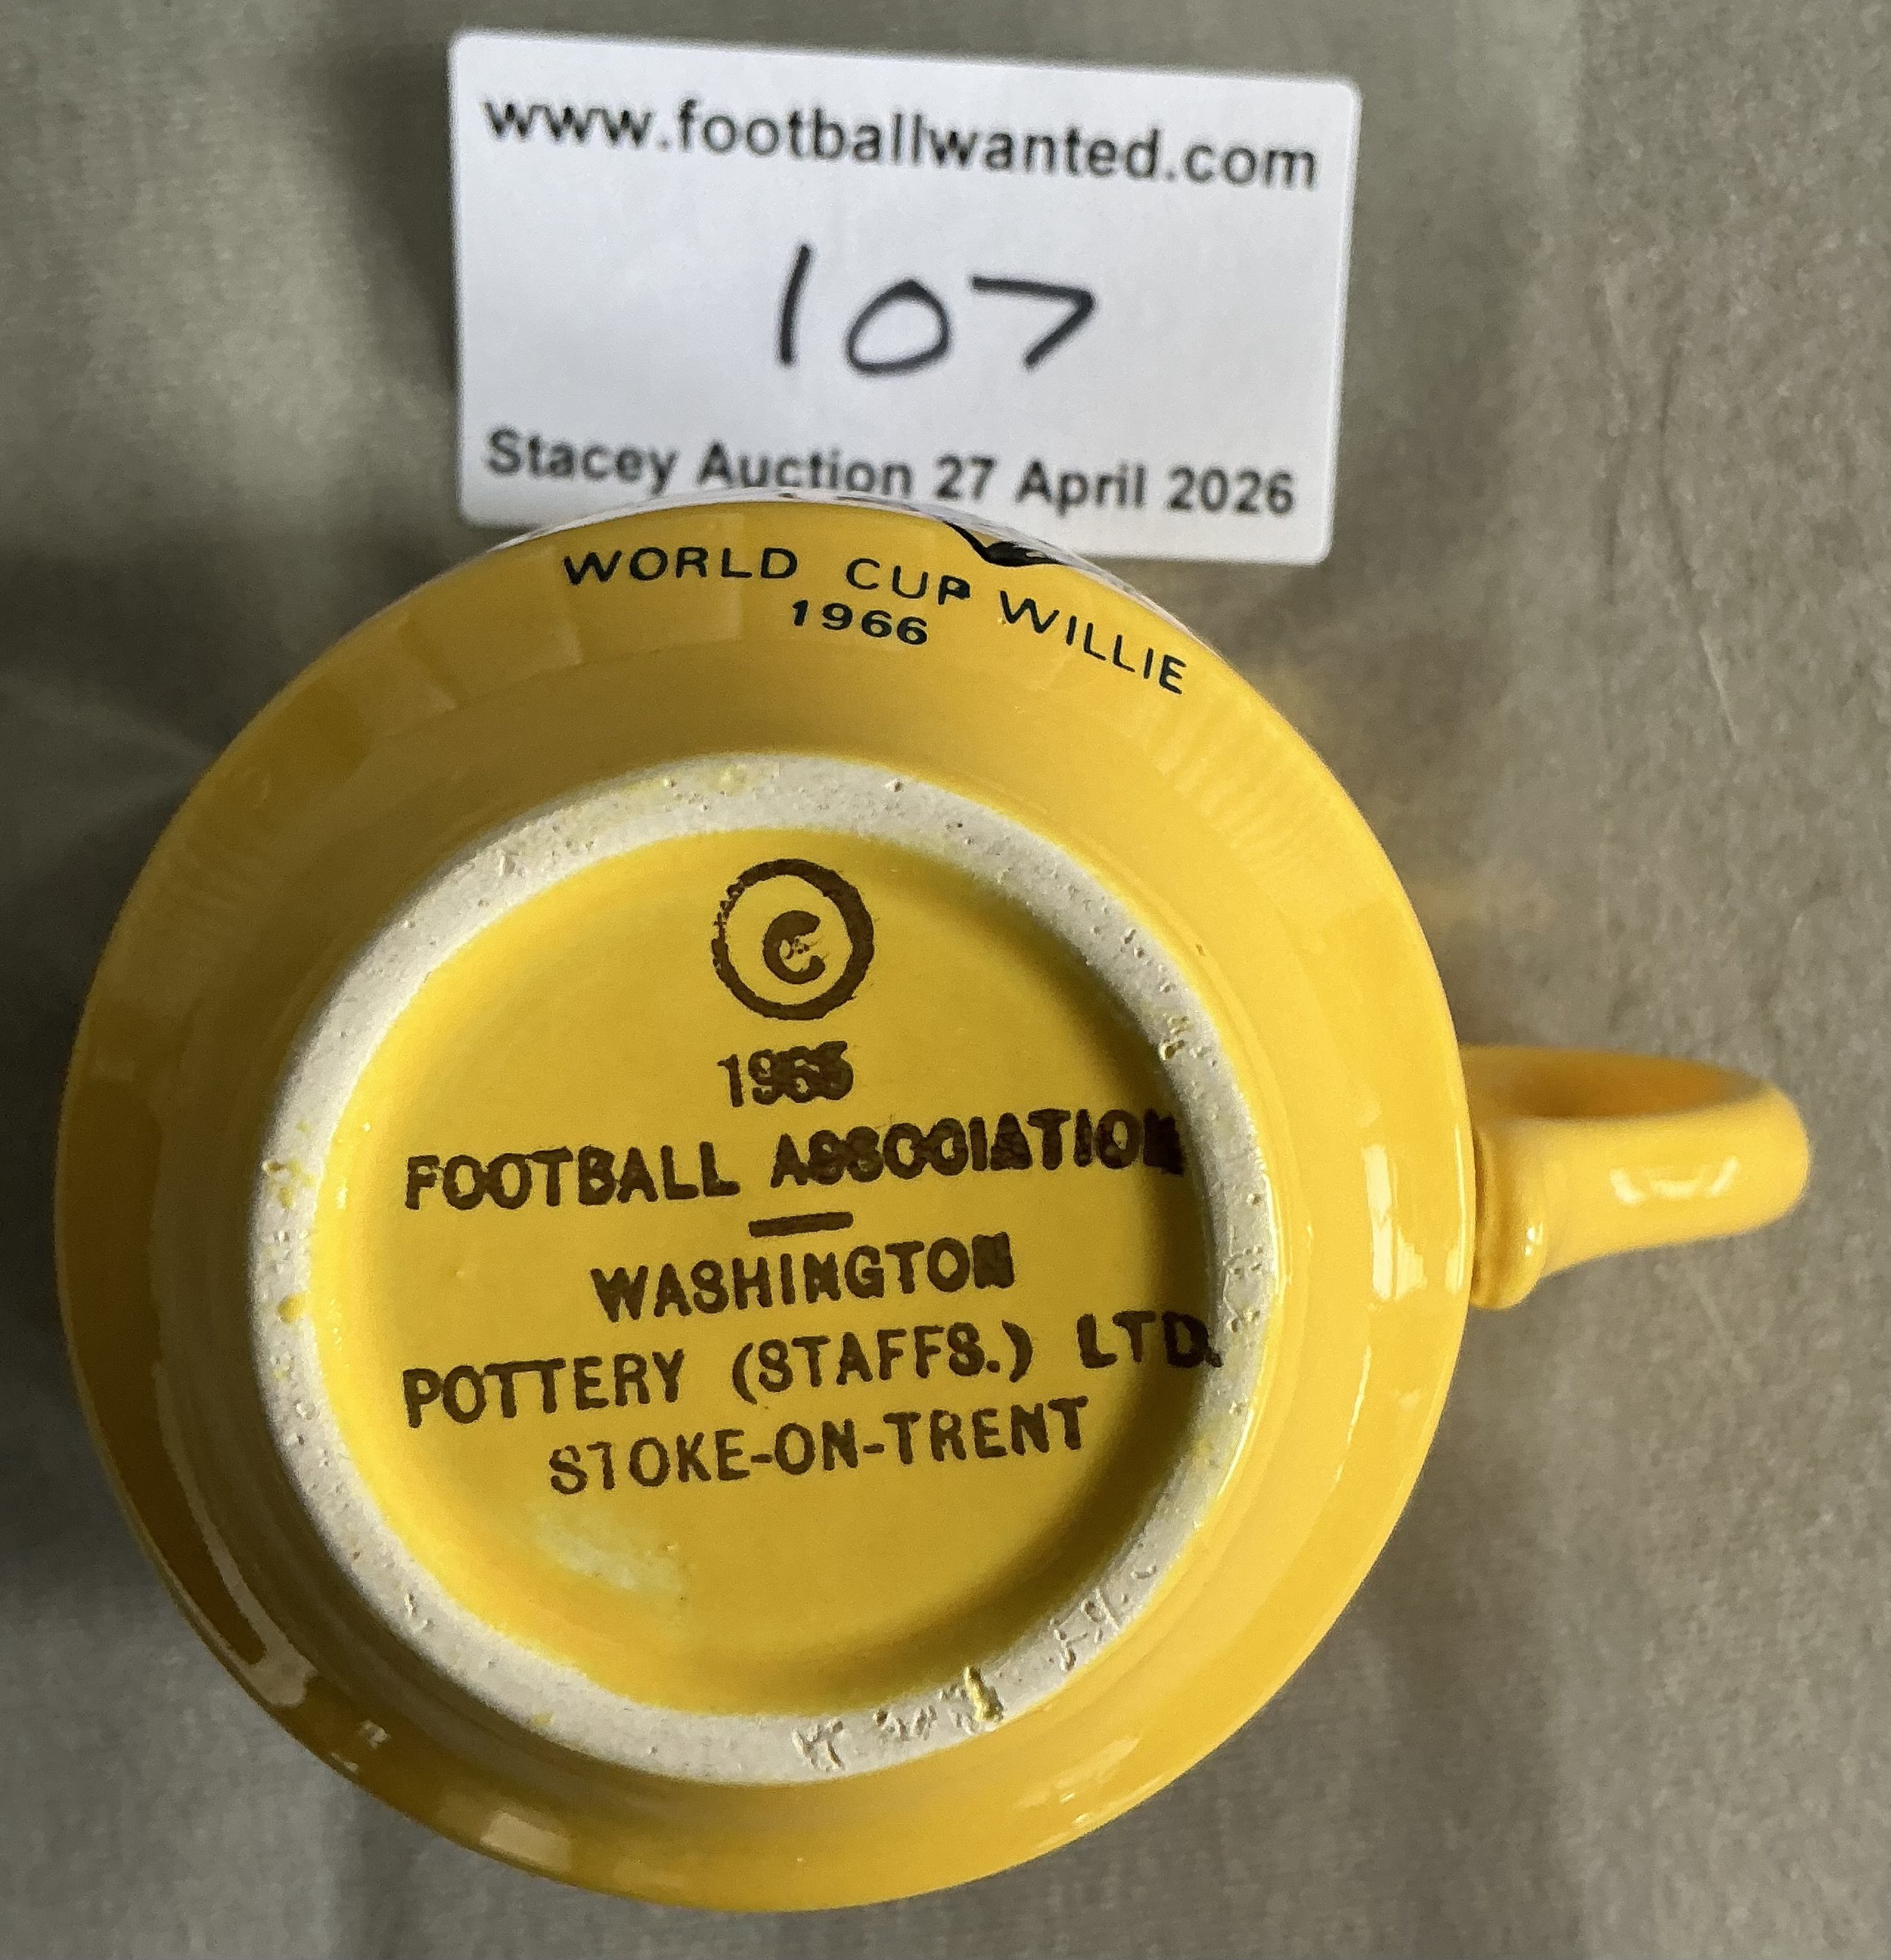 www.footballwanted.com
107
Stacey Auction 27 April 2026
WORLD CUP WILLIE
1966
©
1965
FOOTBALL ASSOCIATION
WASHINGTON
POTTERY (STAFFS.) LTD.
STOKE-ON-TRENT